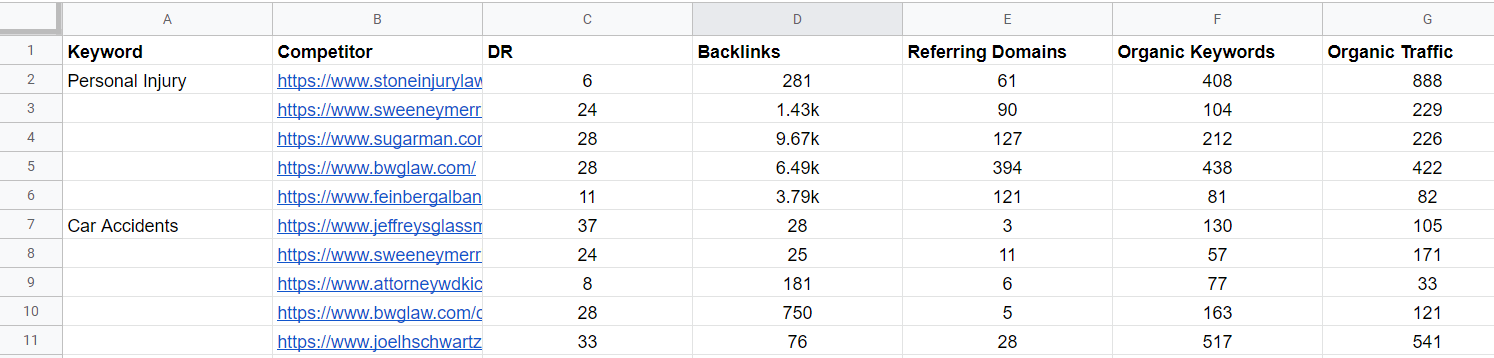 A B C D E F G
1 Keyword Competitor DR Backlinks Referring Domains Organic Keywords Organic Traffic
2 Personal Injury https://www.stoneinjurylaw 6 281 61 408 888
3 https://www.sweeneymerr 24 1.43k 90 104 229
4 https://www.sugarman.cor 28 9.67k 127 212 226
5 https://www.bwglaw.com/ 28 6.49k 394 438 422
6 https://www.feinbergalban 11 3.79k 121 81 82
7 Car Accidents https://www.jeffreysglassm 37 28 3 130 105
8 https://www.sweeneymerr 24 25 11 57 171
9 https://www.attorneywdkic 8 181 6 77 33
10 https://www.bwglaw.com/c 28 750 5 163 121
11 https://www.joelhschwartz 33 76 28 517 541